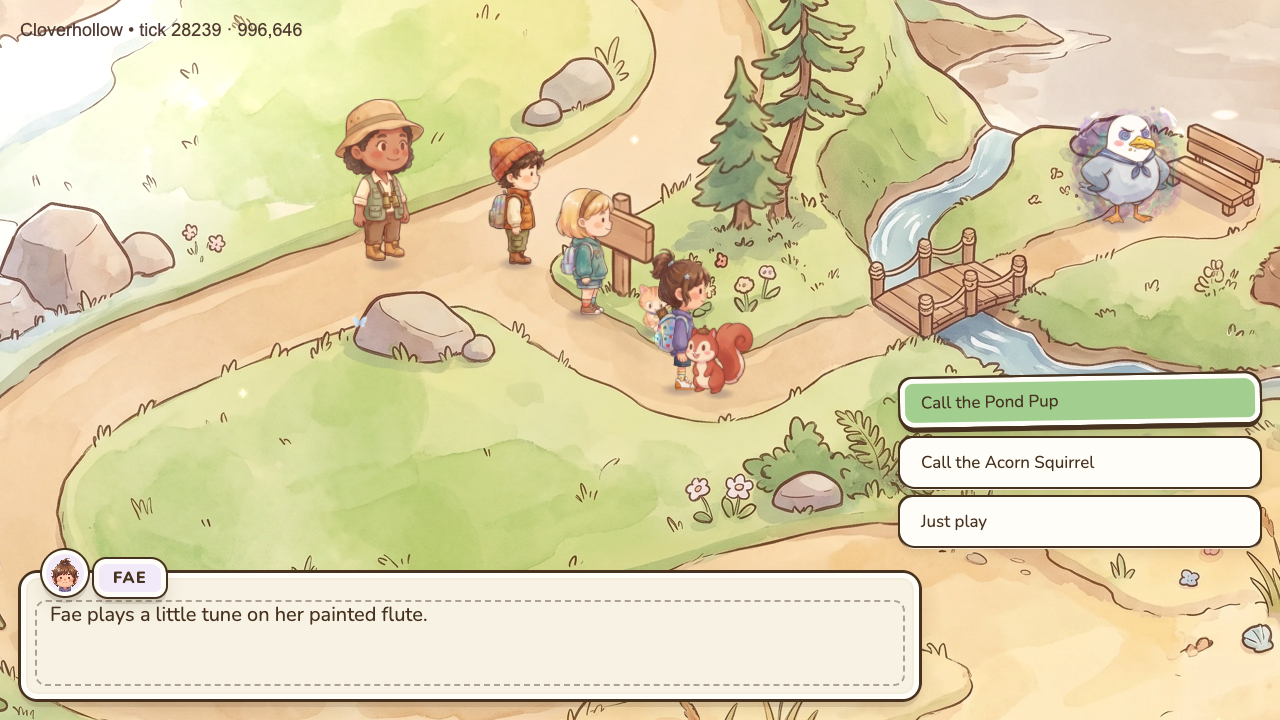 Cloverhollow • tick 28239 · 996,646
Call the Pond Pup
Call the Acorn Squirrel
Just play
FAE
Fae plays a little tune on her painted flute.